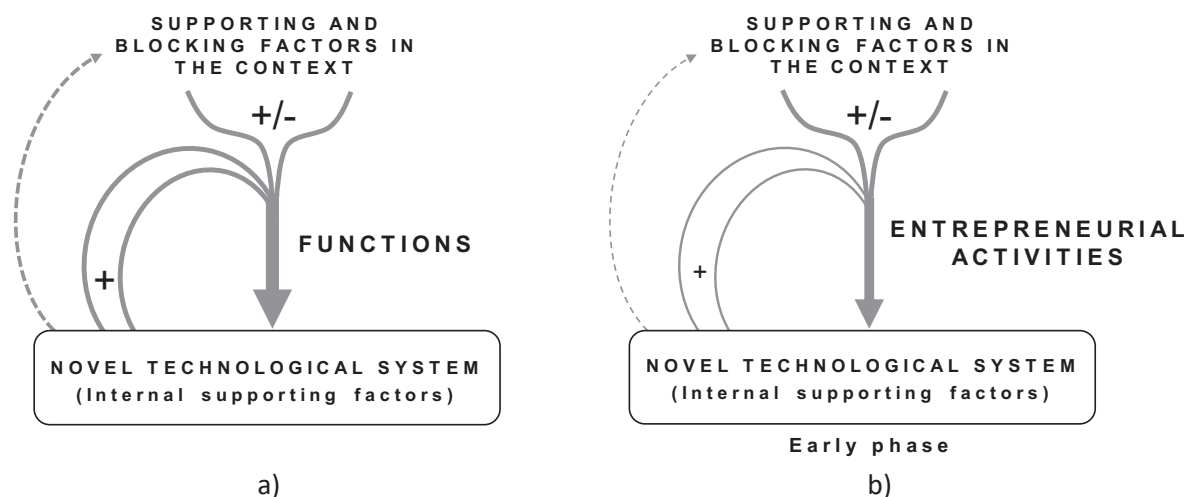 SUPPORTING AND
BLOCKING FACTORS IN
THE CONTEXT
+/-
FUNCTIONS
+
NOVEL TECHNOLOGICAL SYSTEM
(Internal supporting factors)
a)
SUPPORTING AND
BLOCKING FACTORS IN
THE CONTEXT
+/-
ENTREPRENEURIAL
ACTIVITIES
+
NOVEL TECHNOLOGICAL SYSTEM
(Internal supporting factors)
Early phase
b)